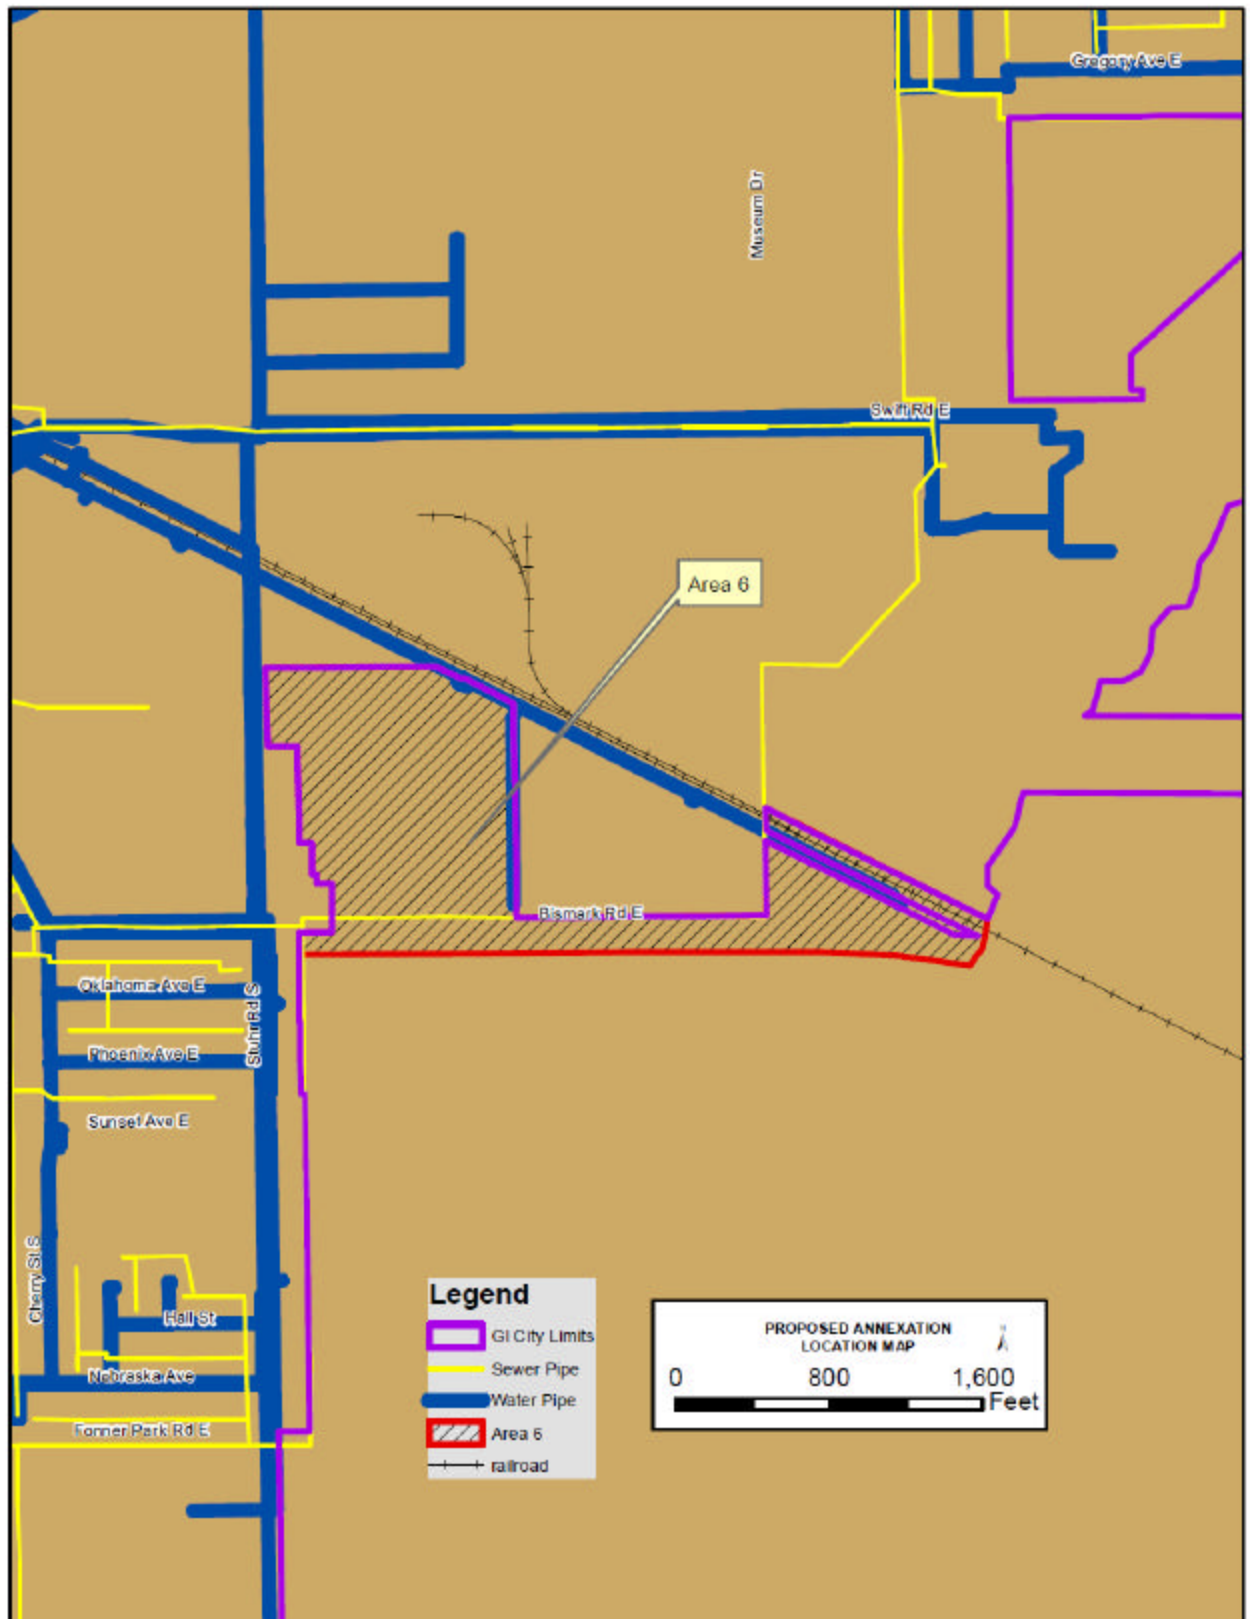 Gregory Ave E
Museum Dr
Swift Rd E
Area 6
Bismark Rd E
Oklahoma Ave E
Stuhr Rd S
Phoenix Ave E
Sunset Ave E
Cherry St S
Hall St
Nebraska Ave
Fonner Park Rd E
Legend
GI City Limits
Sewer Pipe
Water Pipe
Area 6
railroad
PROPOSED ANNEXATION
LOCATION MAP
0 800 1,600
Feet